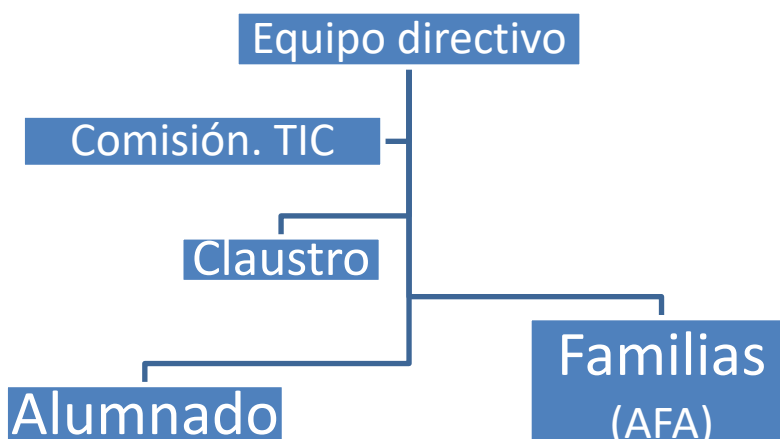 Equipo directivo
Comisión. TIC
Claustro
Familias
(AFA)
Alumnado